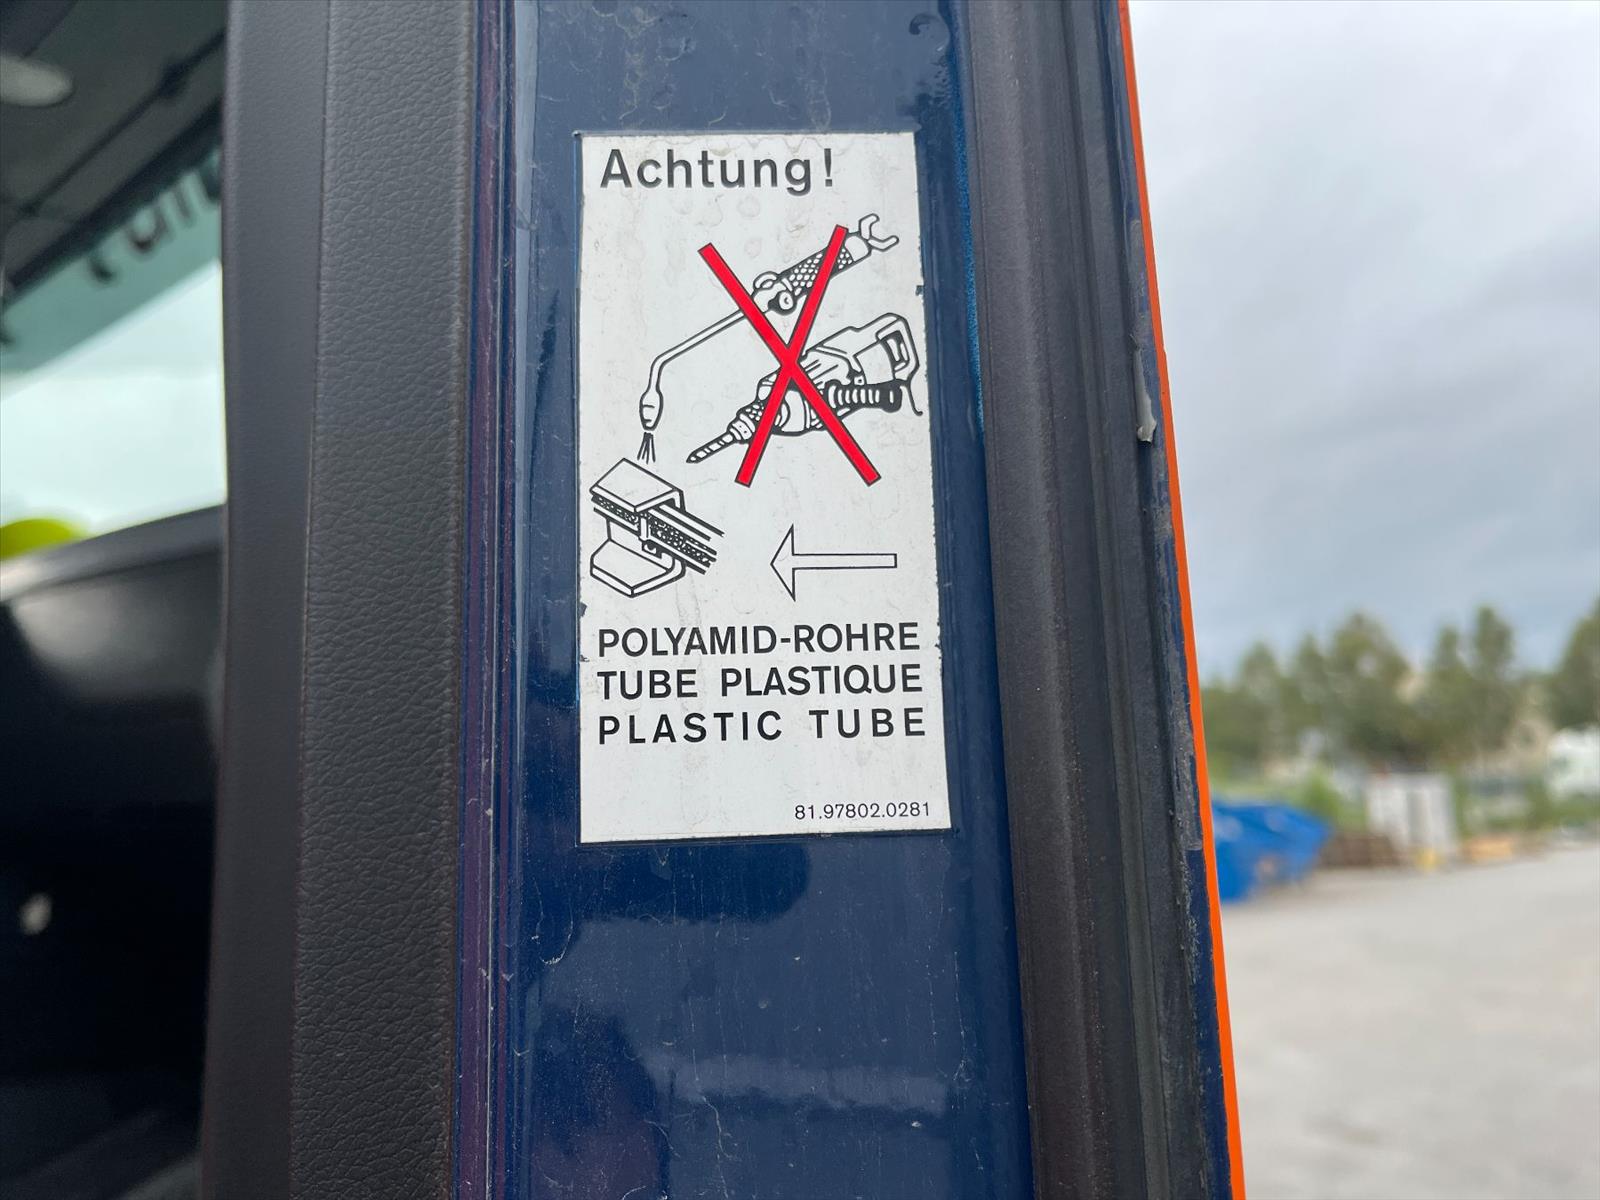 Achtung!
POLYAMID-ROHRE
TUBE PLASTIQUE
PLASTIC TUBE
81.97802.0281